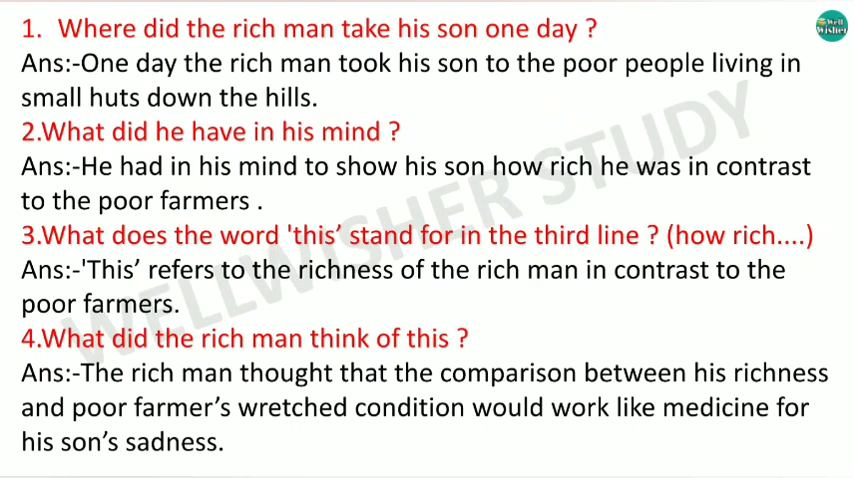 1. Where did the rich man take his son one day ?
Ans:-One day the rich man took his son to the poor people living in
small huts down the hills.
2.What did he have in his mind ?
Ans:-He had in his mind to show his son how rich he was in contrast
to the poor farmers .
3.What does the word 'this’ stand for in the third line ? (how rich....)
Ans:-'This’ refers to the richness of the rich man in contrast to the
poor farmers.
4.What did the rich man think of this ?
Ans:-The rich man thought that the comparison between his richness
and poor farmer’s wretched condition would work like medicine for
his son’s sadness.
WELLWISHER STUDY
Well
Wisher